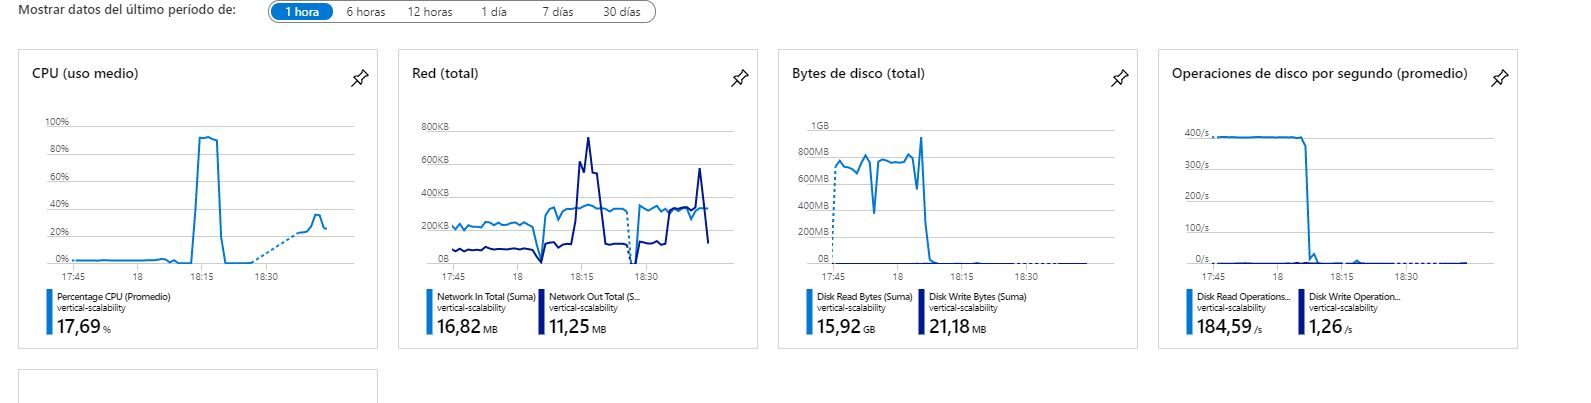 Mostrar datos del último período de:
1 hora 6 horas 12 horas 1 día 7 días 30 días
CPU (uso medio)
100%
80%
60%
40%
20%
0%
17:45 18 18:15 18:30
Percentage CPU (Promedio)
vertical-scalability
17,69 %
Red (total)
800KB
600KB
400KB
200KB
0B
17:45 18 18:15 18:30
Network In Total (Suma) Network Out Total (S...
vertical-scalability vertical-scalability
16,82 MB 11,25 MB
Bytes de disco (total)
1GB
800MB
600MB
400MB
200MB
0B
17:45 18 18:15 18:30
Disk Read Bytes (Suma) Disk Write Bytes (Suma)
vertical-scalability vertical-scalability
15,92 GB 21,18 MB
Operaciones de disco por segundo (promedio)
400/s
300/s
200/s
100/s
0/s
17:45 18 18:15 18:30
Disk Read Operations... Disk Write Operation...
vertical-scalability vertical-scalability
184,59 /s 1,26 /s